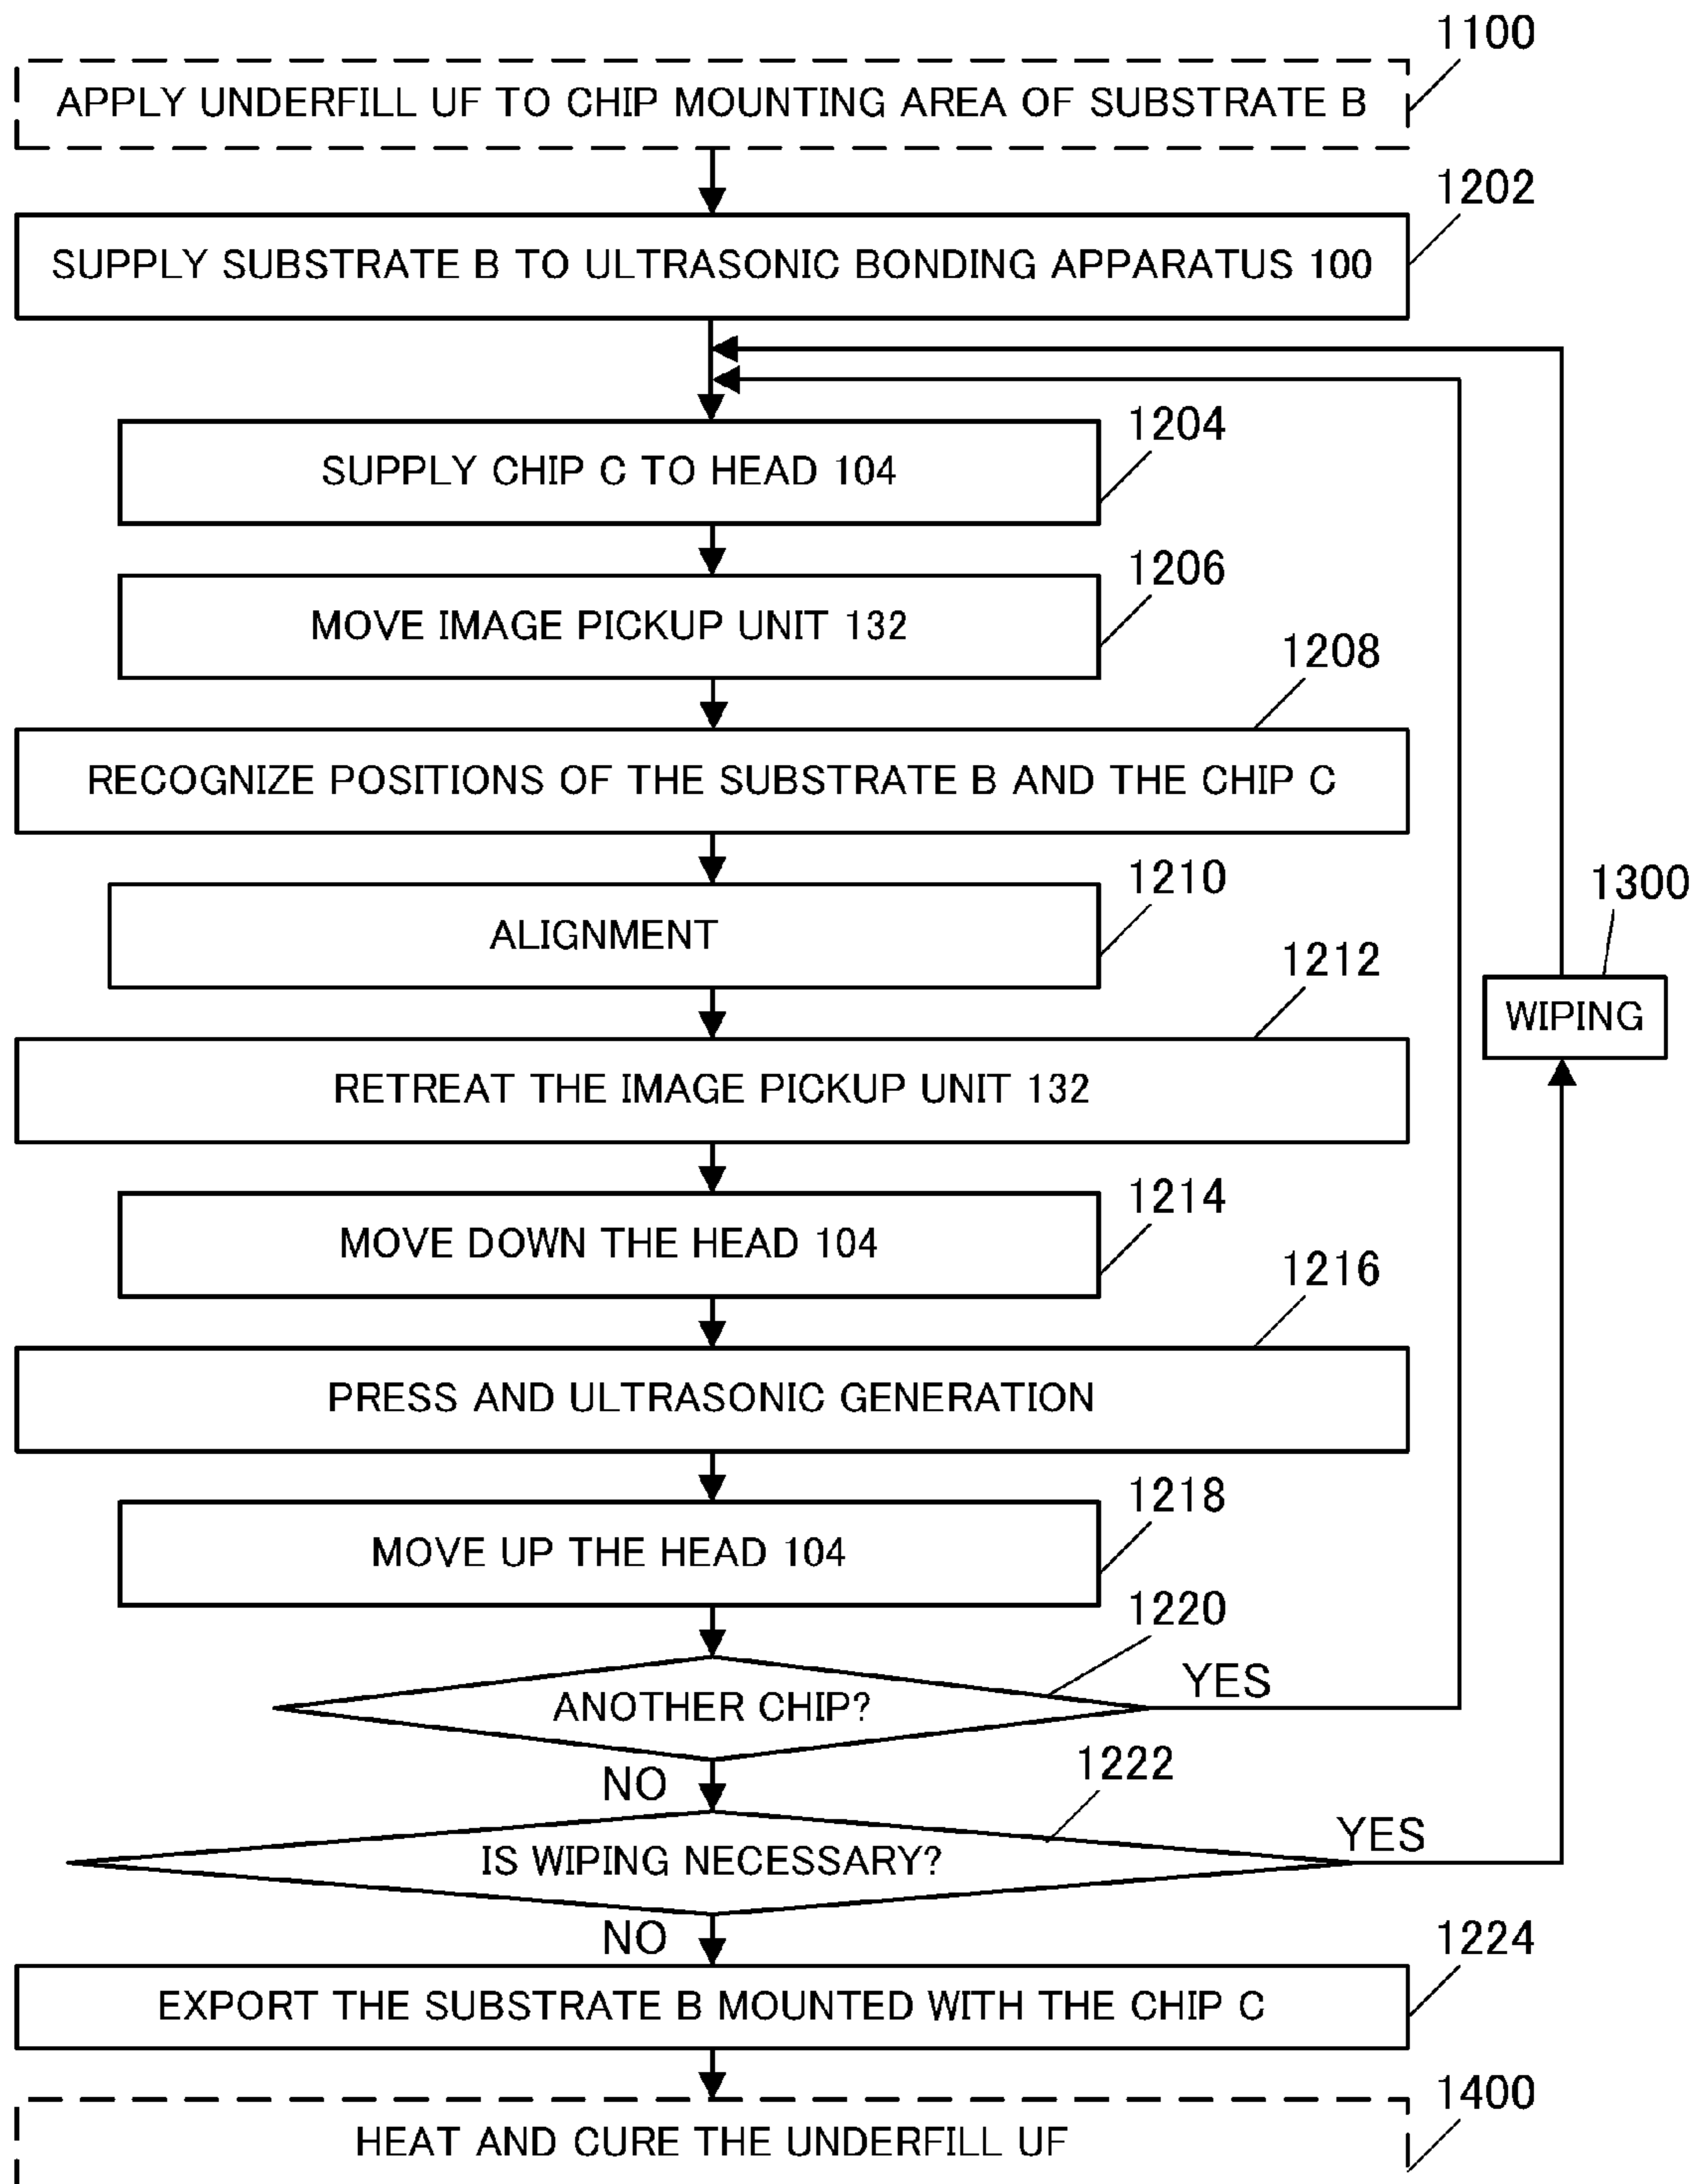 1100
APPLY UNDERFILL UF TO CHIP MOUNTING AREA OF SUBSTRATE B
1202
SUPPLY SUBSTRATE B TO ULTRASONIC BONDING APPARATUS 100
1204
SUPPLY CHIP C TO HEAD 104
1206
MOVE IMAGE PICKUP UNIT 132
1208
RECOGNIZE POSITIONS OF THE SUBSTRATE B AND THE CHIP C
1210
ALIGNMENT
1300
WIPING
1212
RETREAT THE IMAGE PICKUP UNIT 132
1214
MOVE DOWN THE HEAD 104
1216
PRESS AND ULTRASONIC GENERATION
1218
MOVE UP THE HEAD 104
1220
ANOTHER CHIP?
YES
NO
1222
IS WIPING NECESSARY?
YES
NO
1224
EXPORT THE SUBSTRATE B MOUNTED WITH THE CHIP C
1400
HEAT AND CURE THE UNDERFILL UF